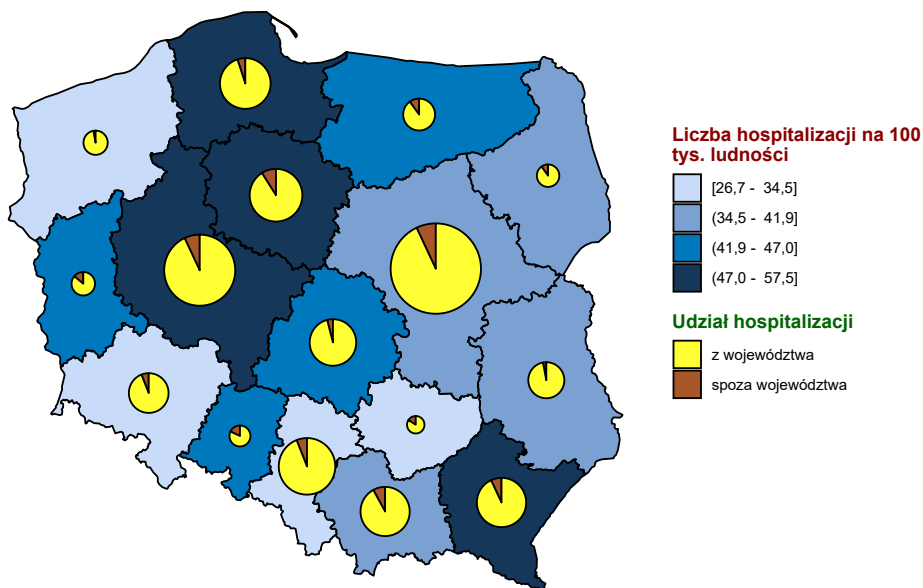 Liczba hospitalizacji na 100
tys. ludności
[26,7 - 34,5]
(34,5 - 41,9]
(41,9 - 47,0]
(47,0 - 57,5]
Udział hospitalizacji
z województwa
spoza województwa